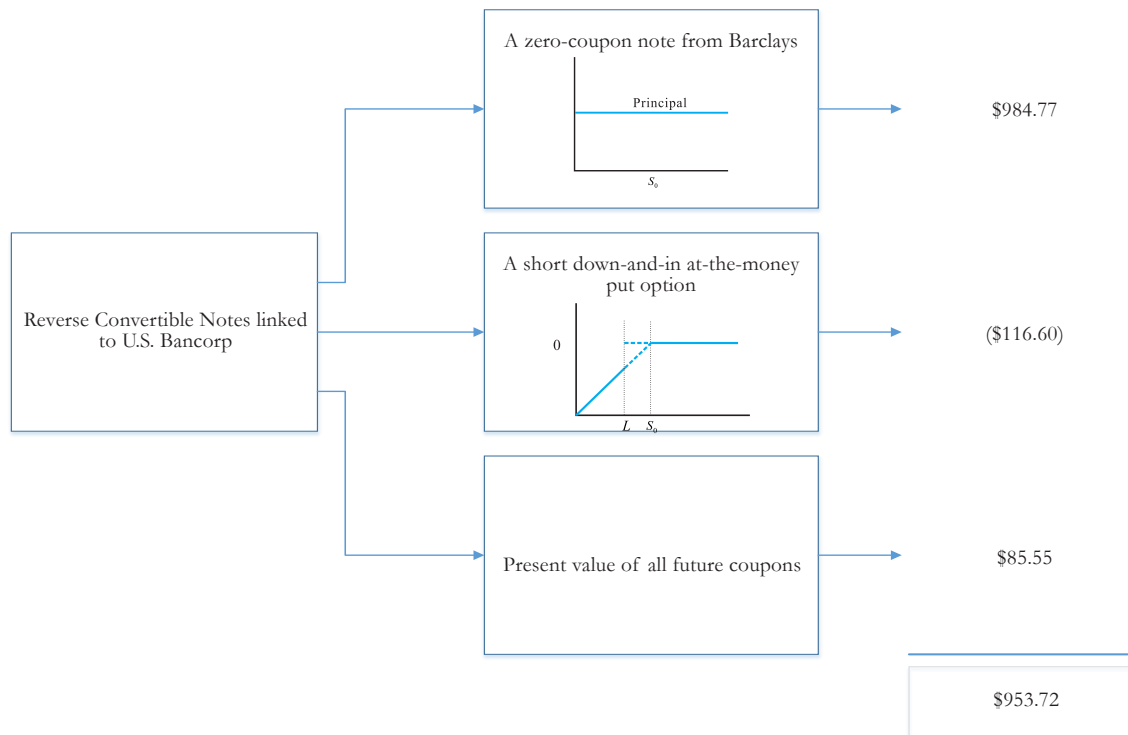 A zero-coupon note from Barclays
Principal
S₀
$984.77
Reverse Convertible Notes linked
to U.S. Bancorp
A short down-and-in at-the-money
put option
0
L S₀
($116.60)
Present value of all future coupons
$85.55
$953.72